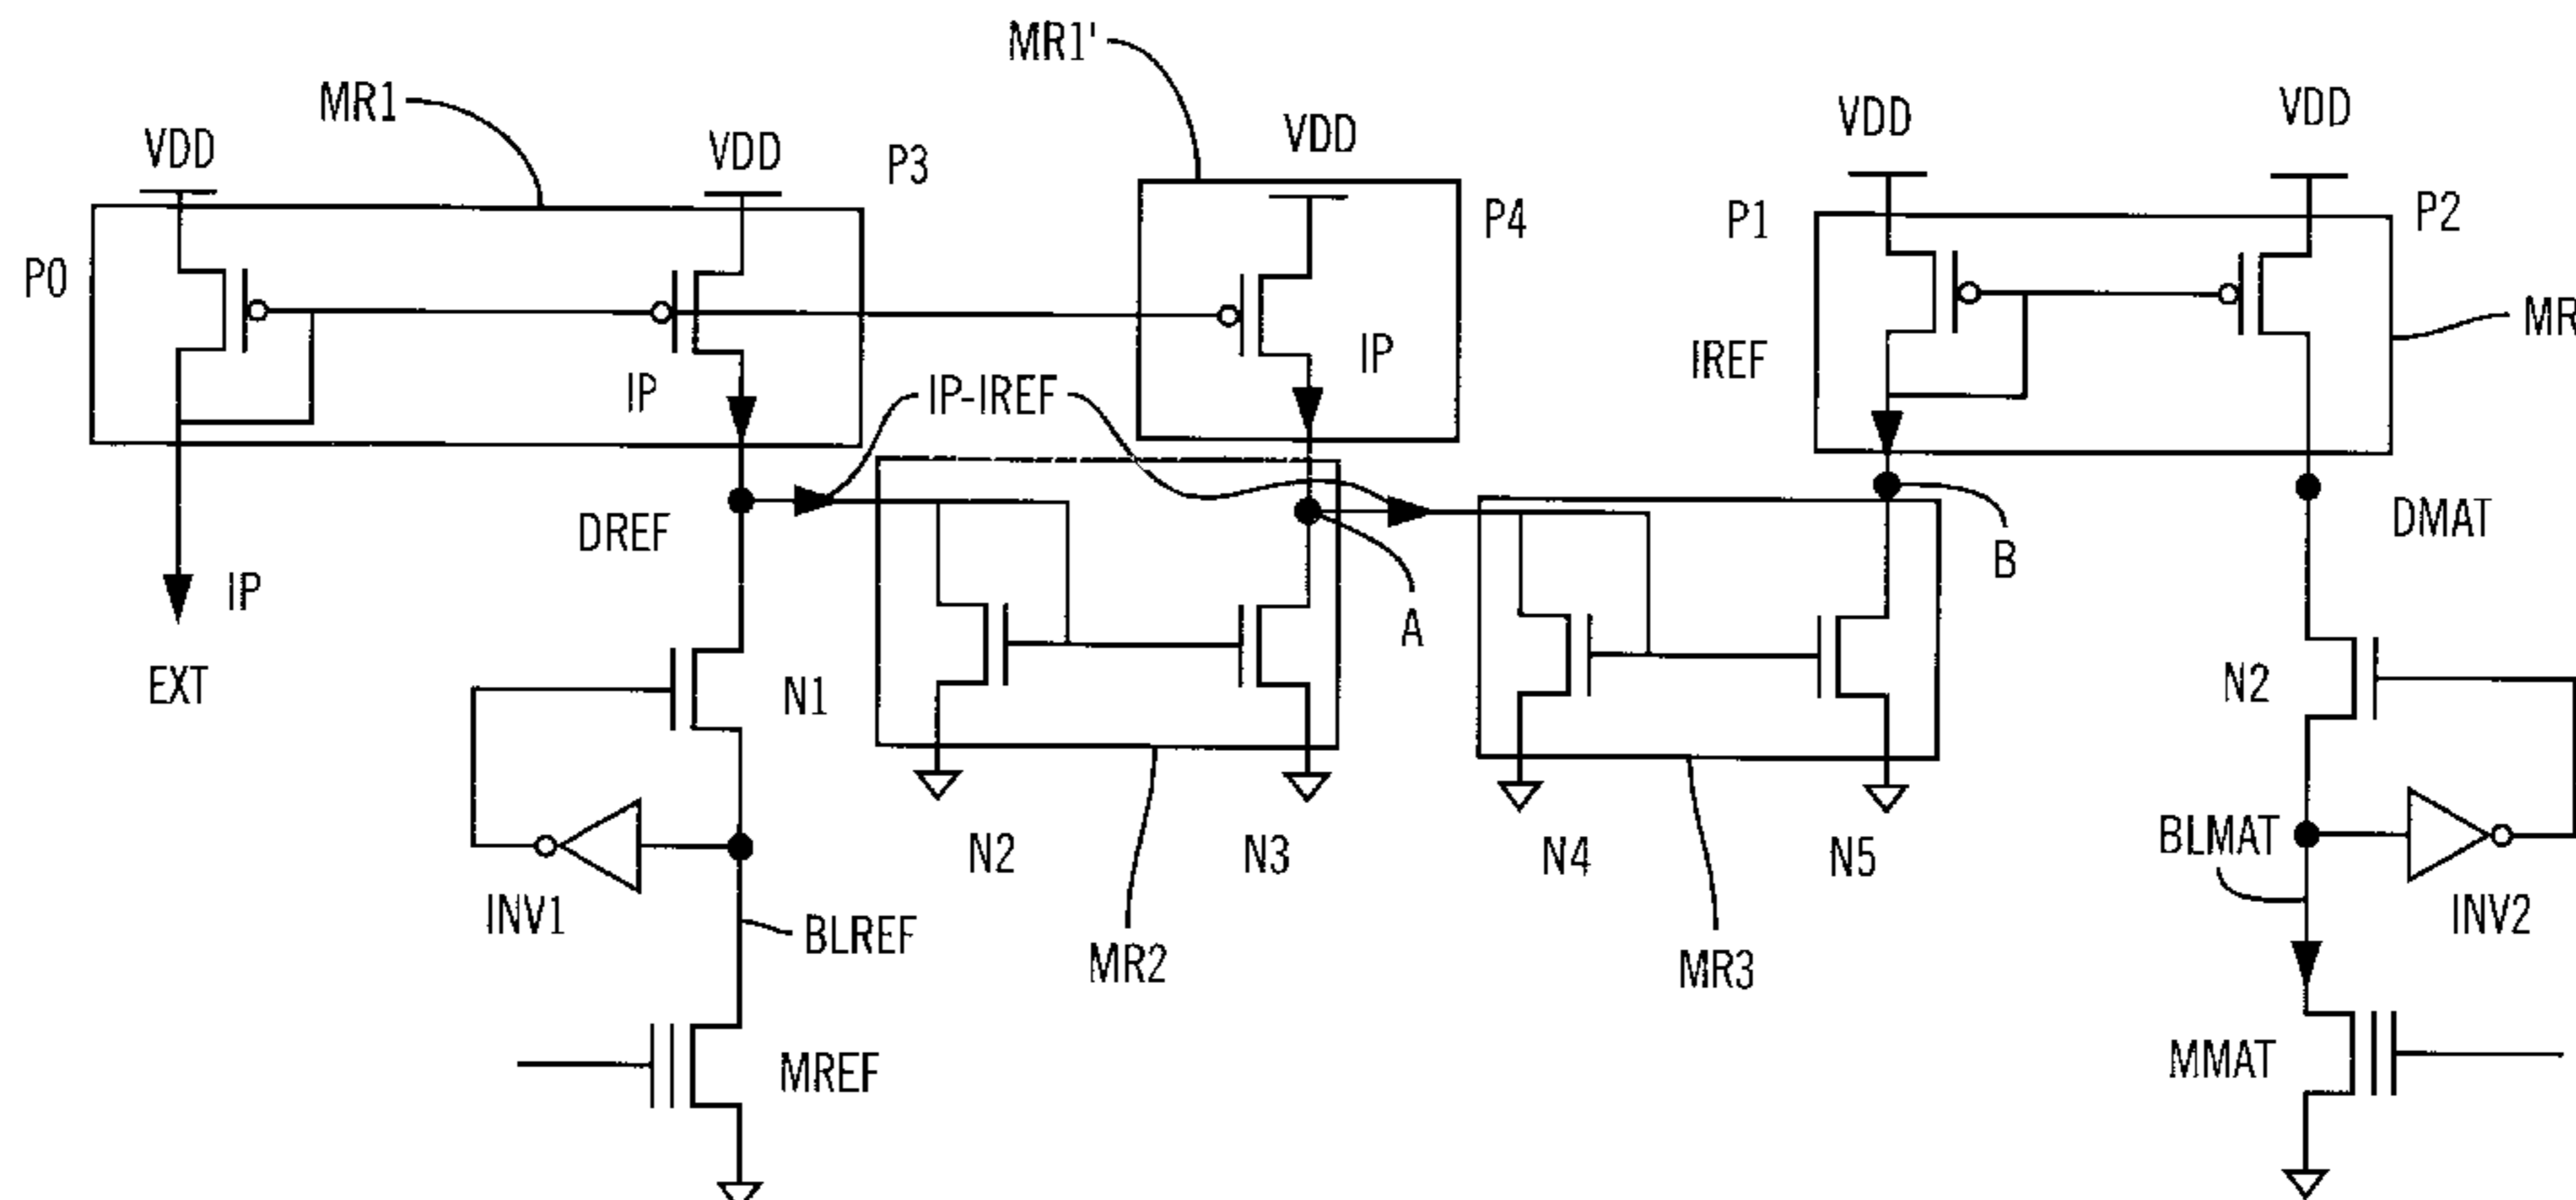 MR1'
MR1
VDD
VDD
P3
VDD
VDD
VDD
P0
P4
P1
P2
IP
IP-IREF
IP
IREF
MR
DREF
DMAT
IP
B
A
EXT
N1
N2
BLMAT
N2
N3
N4
N5
INV1
BLREF
INV2
MR2
MR3
MREF
MMAT